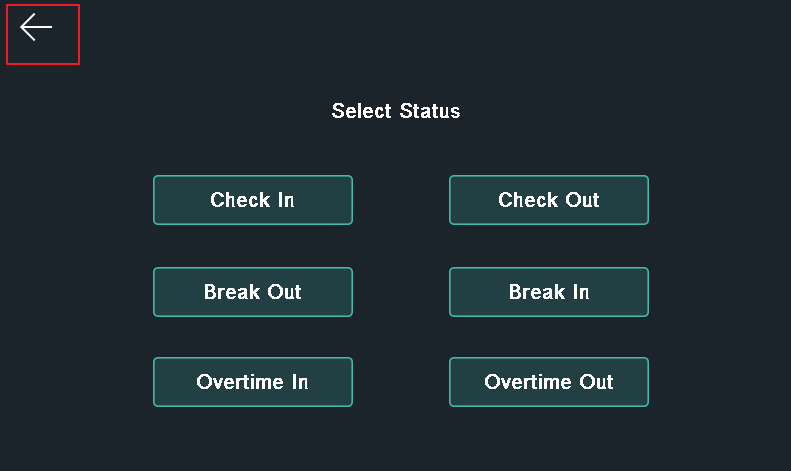 Select Status
Check In
Check Out
Break Out
Break In
Overtime In
Overtime Out